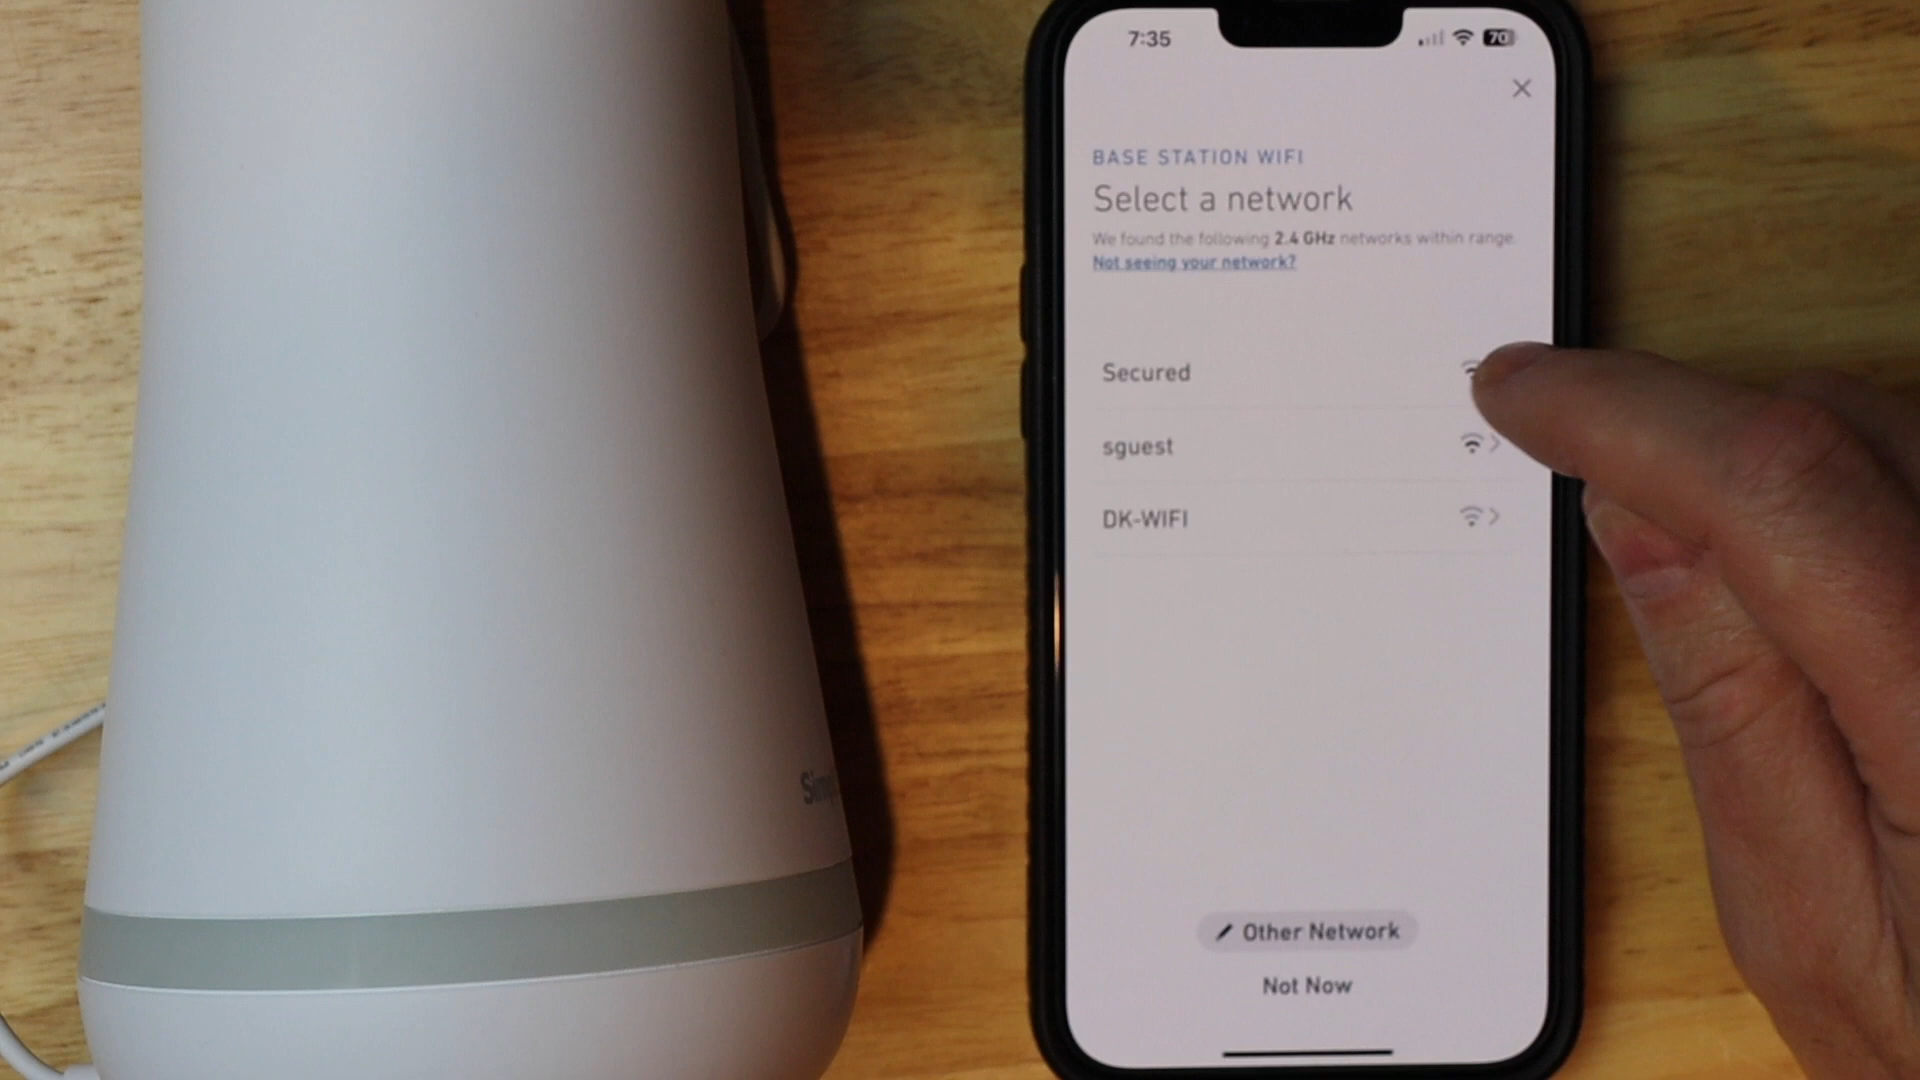 7:35
70
BASE STATION WIFI
Select a network
We found the following 2.4 GHz networks within range.
Not seeing your network?
Secured
sguest
DK-WIFI
Other Network
Not Now